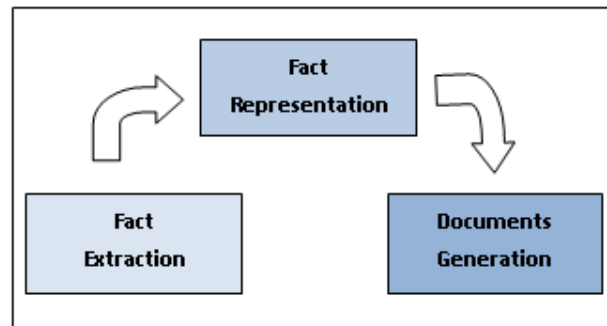 Fact
Representation
Fact
Extraction
Documents
Generation